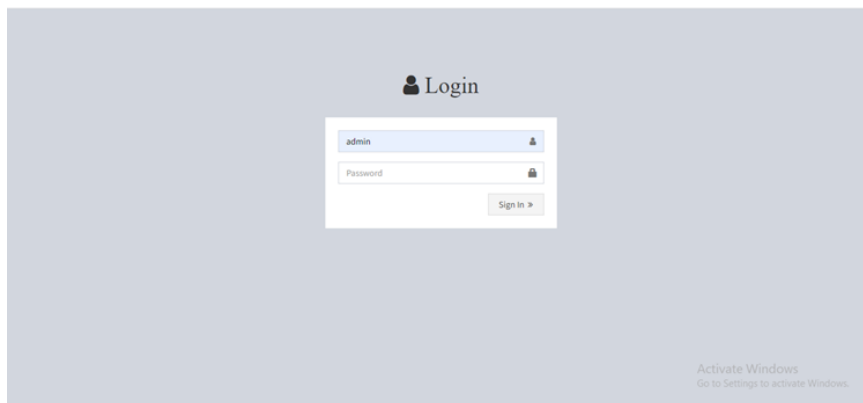 Login
admin
Password
Sign In »
Activate Windows
Go to Settings to activate Windows.